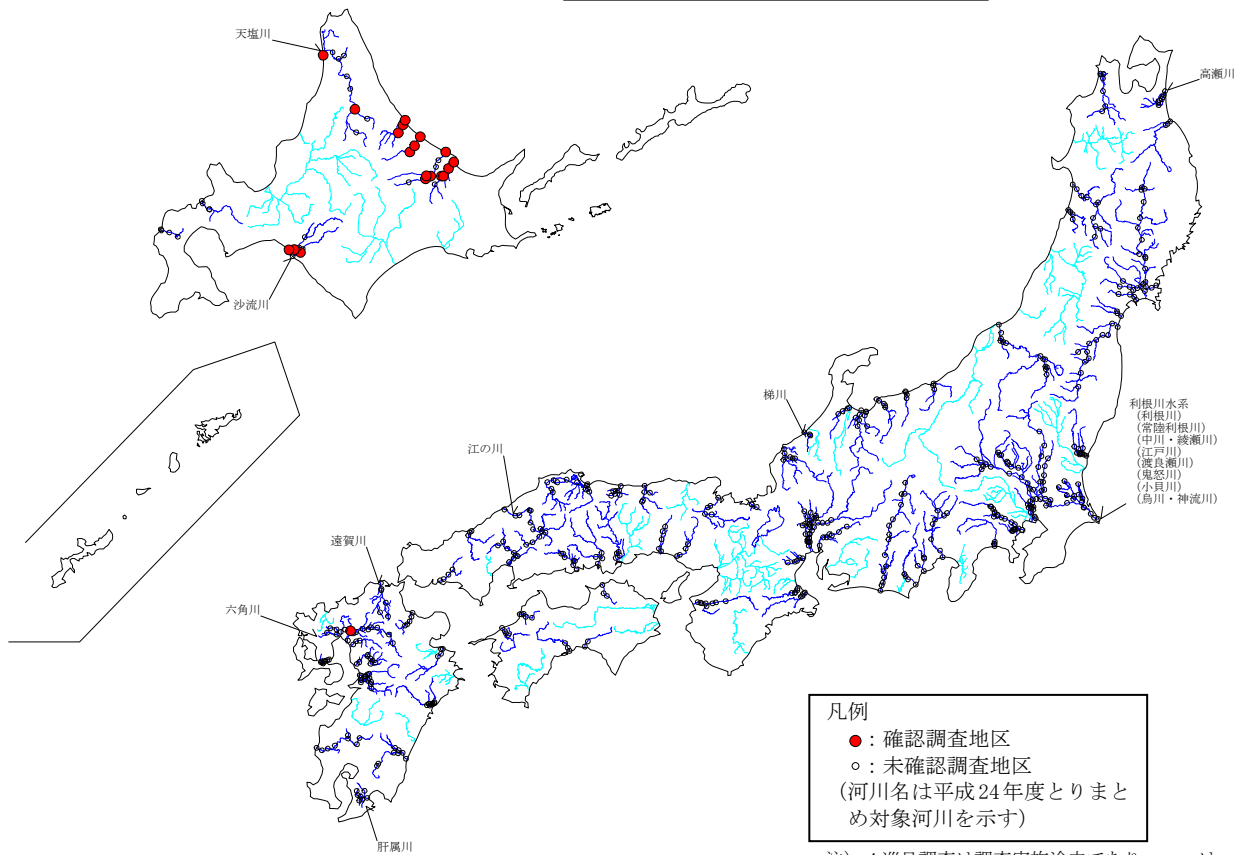 天塩川
高瀬川
沙流川
梯川
利根川水系
(利根川)
(常陸利根川)
(中川・綾瀬川)
(江戸川)
(渡良瀬川)
(鬼怒川)
(小貝川)
(烏川・神流川)
江の川
遠賀川
六角川
肝属川
凡例
：確認調査地区
：未確認調査地区
(河川名は平成24年度とりまと
め対象河川を示す)